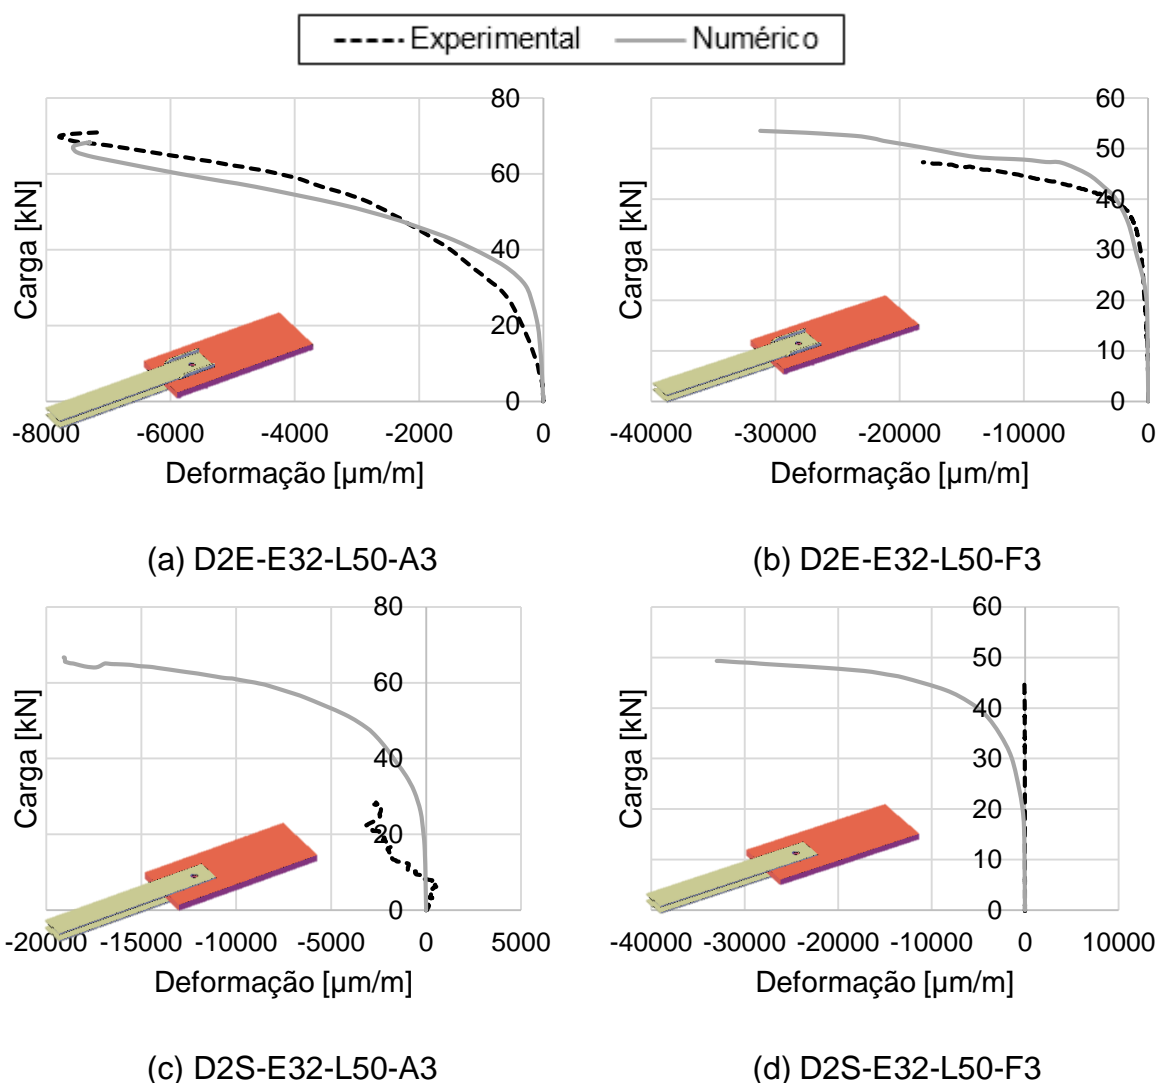 Experimental Numérico
80
60
40
20
0
-8000 -6000 -4000 -2000 0
Carga [kN]
Deformação [µm/m]
(a) D2E-E32-L50-A3
60
50
40
30
20
10
0
-40000 -30000 -20000 -10000 0
Carga [kN]
Deformação [µm/m]
(b) D2E-E32-L50-F3
80
60
40
20
0
-20000 -15000 -10000 -5000 0 5000
Carga [kN]
Deformação [µm/m]
(c) D2S-E32-L50-A3
60
50
40
30
20
10
0
-40000 -30000 -20000 -10000 0 10000
Carga [kN]
Deformação [µm/m]
(d) D2S-E32-L50-F3